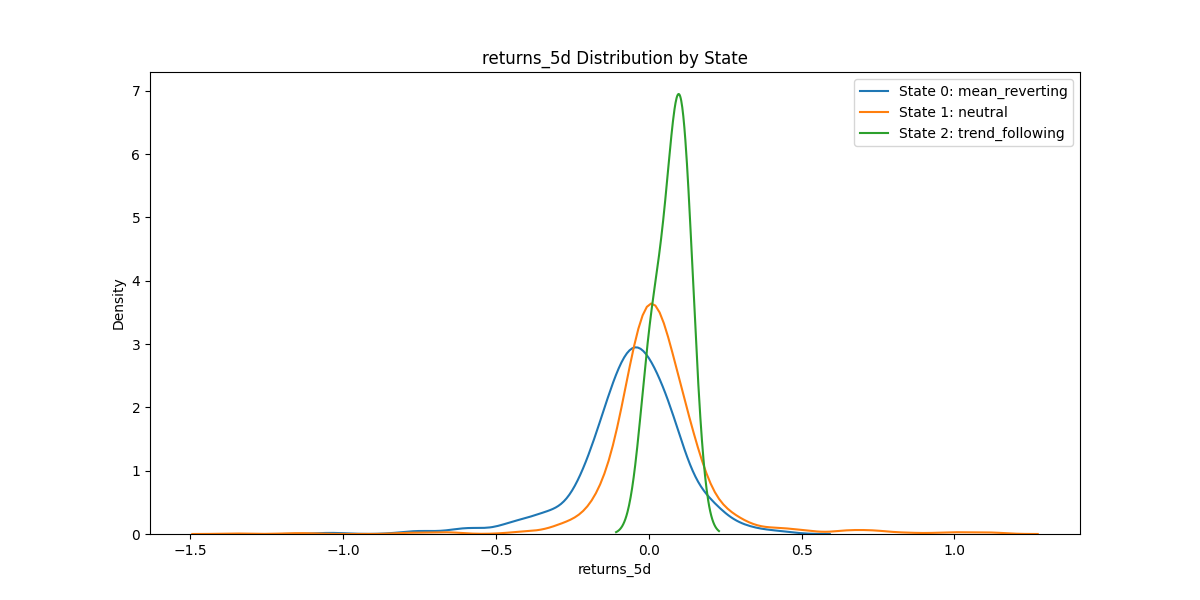 returns_5d Distribution by State
State 0: mean_reverting
State 1: neutral
State 2: trend_following
Density
7
6
5
4
3
2
1
0
−1.5
−1.0
−0.5
0.0
0.5
1.0
returns_5d